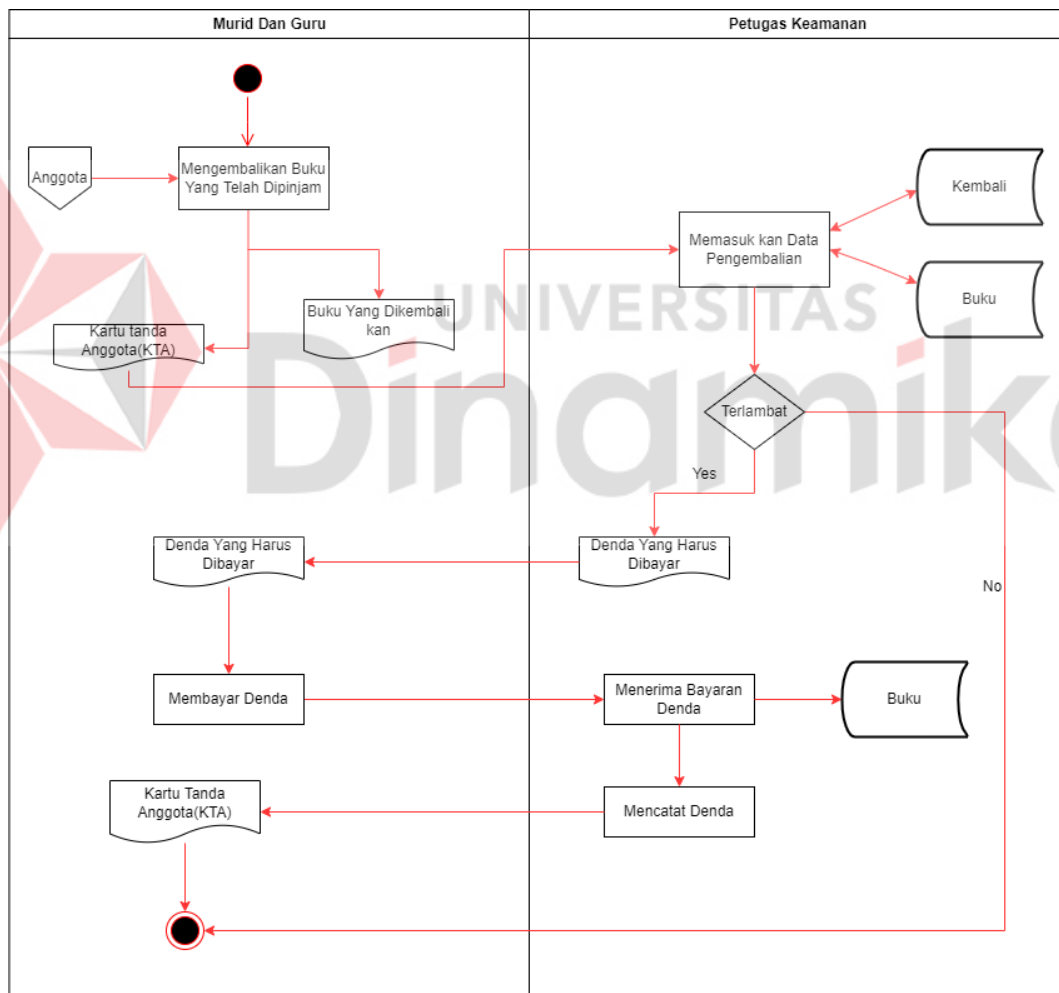 Murid Dan Guru
Petugas Keamanan
Anggota
Mengembalikan Buku
Yang Telah Dipinjam
Kembali
Memasuk kan Data
Pengembalian
Buku
UNIVERSITAS
Dinamika
Buku Yang Dikembali
kan
Kartu tanda
Anggota(KTA)
Terlambat
Yes
Denda Yang Harus
Dibayar
Denda Yang Harus
Dibayar
No
Membayar Denda
Menerima Bayaran
Denda
Buku
Kartu Tanda
Anggota(KTA)
Mencatat Denda